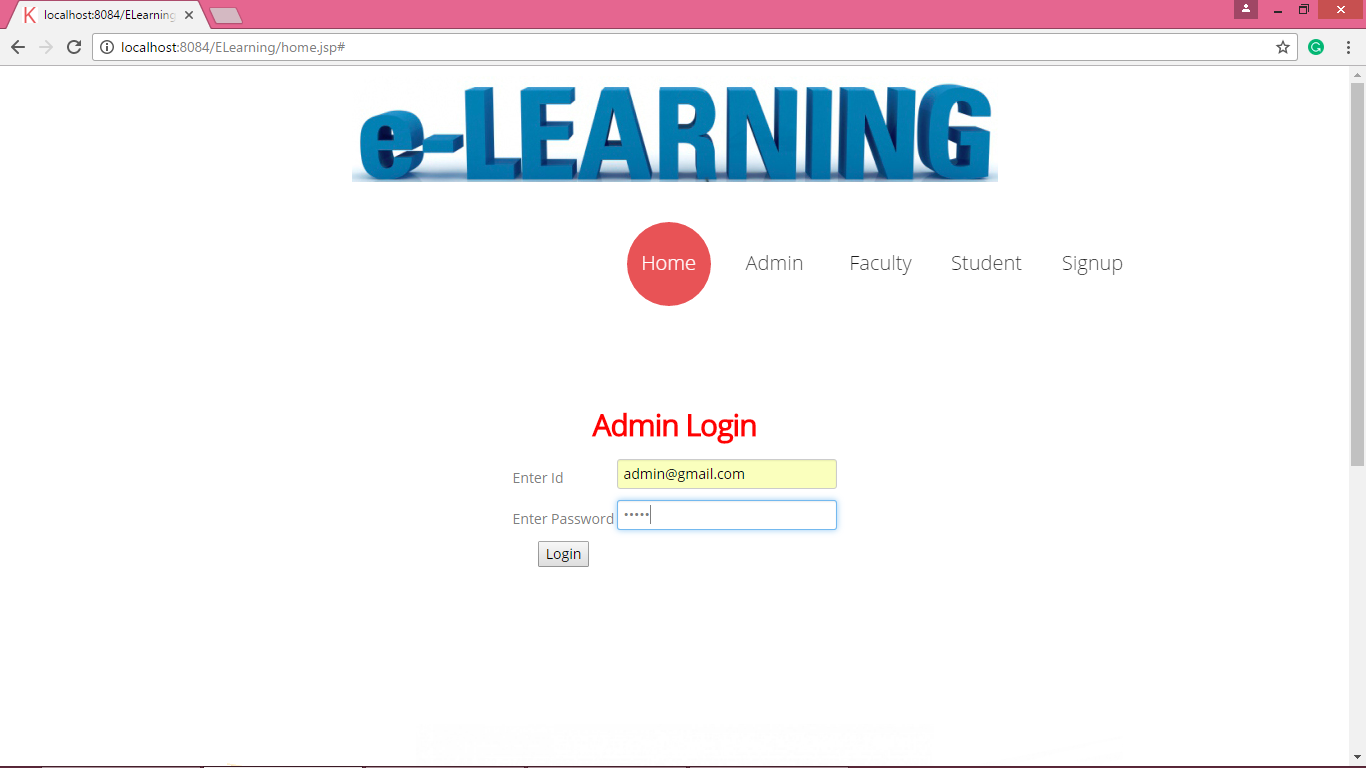 localhost:8084/ELearning
localhost:8084/ELearning/home.jsp#
e-LEARNING
Home Admin Faculty Student Signup
Admin Login
Enter Id admin@gmail.com
Enter Password •••••
Login